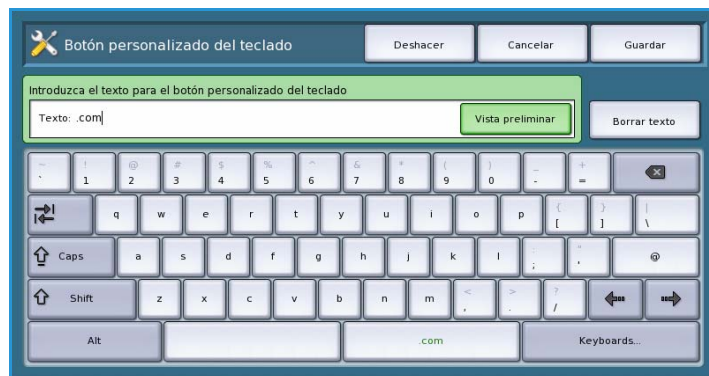 Botón personalizado del teclado Deshacer Cancelar Guardar
Introduzca el texto para el botón personalizado del teclado
Texto: .com Vista preliminar Borrar texto
~ ! @ # $ % ^ & * ( ) _ +
` 1 2 3 4 5 6 7 8 9 0 - =
q w e r t y u i o p { [ } ] | \
Caps a s d f g h j k l : ; " ' @
Shift z x c v b n m < , > . ? /
Alt .com Keyboards...